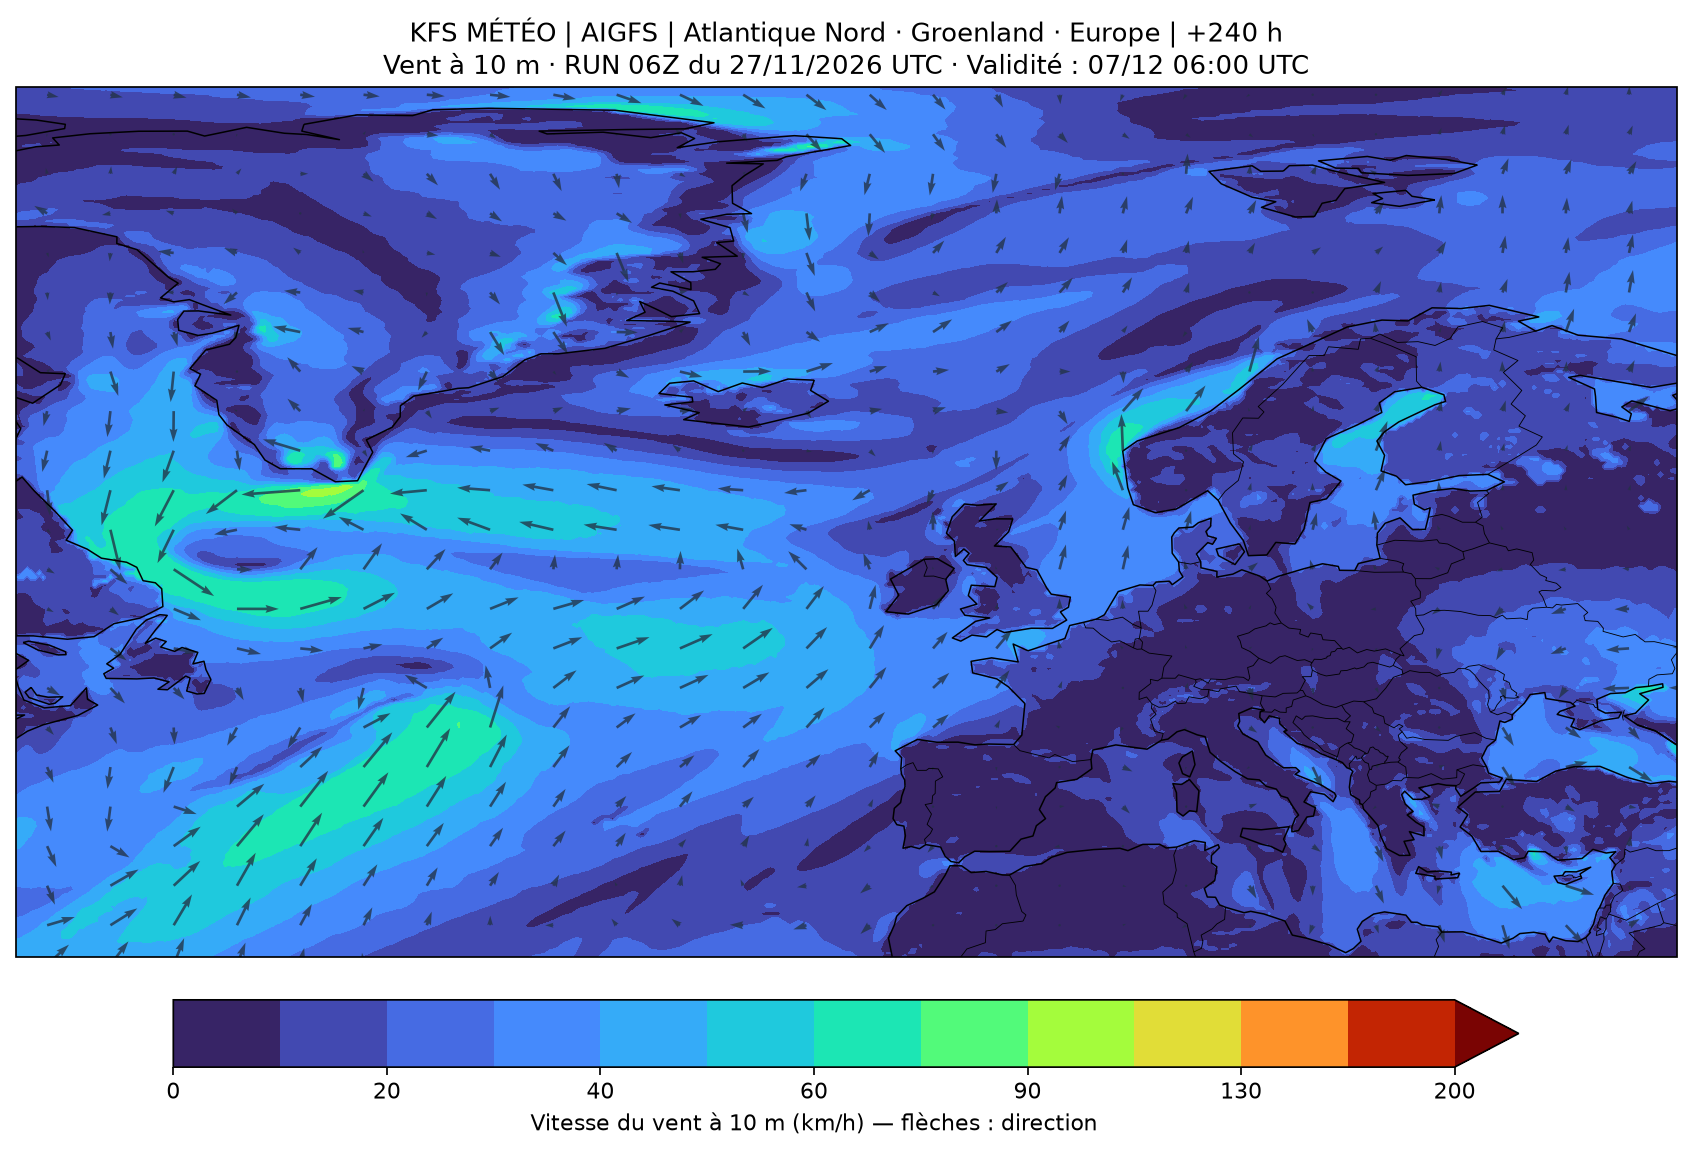 KFS MÉTÉO | AIGFS | Atlantique Nord · Groenland · Europe | +240 h
Vent à 10 m · RUN 06Z du 27/11/2026 UTC · Validité : 07/12 06:00 UTC
0 20 40 60 90 130 200
Vitesse du vent à 10 m (km/h) — flèches : direction